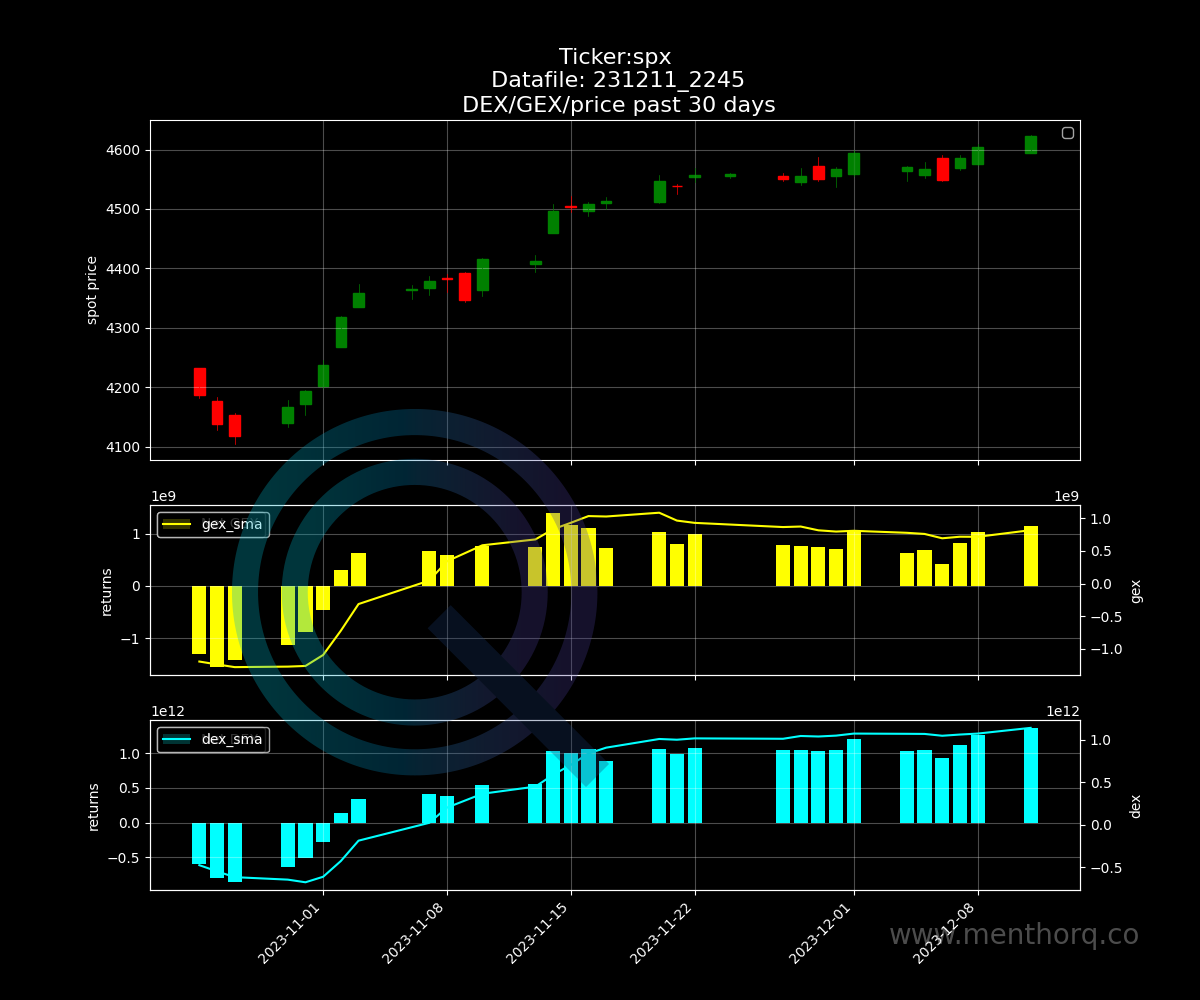 Ticker:spx
Datafile: 231211_2245
DEX/GEX/price past 30 days
4600
4500
4400
4300
4200
4100
spot price
1e9
1e9
gex_sma
1
0
−1
returns
1.0
0.5
0.0
−0.5
−1.0
gex
1e12
1e12
dex_sma
1.0
0.5
0.0
−0.5
returns
1.0
0.5
0.0
−0.5
dex
2023-11-01
2023-11-08
2023-11-15
2023-11-22
2023-12-01
2023-12-08
www.menthorq.co